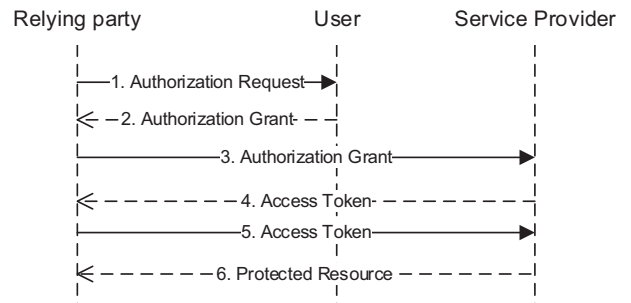 Relying party User Service Provider
1. Authorization Request
2. Authorization Grant
3. Authorization Grant
4. Access Token
5. Access Token
6. Protected Resource